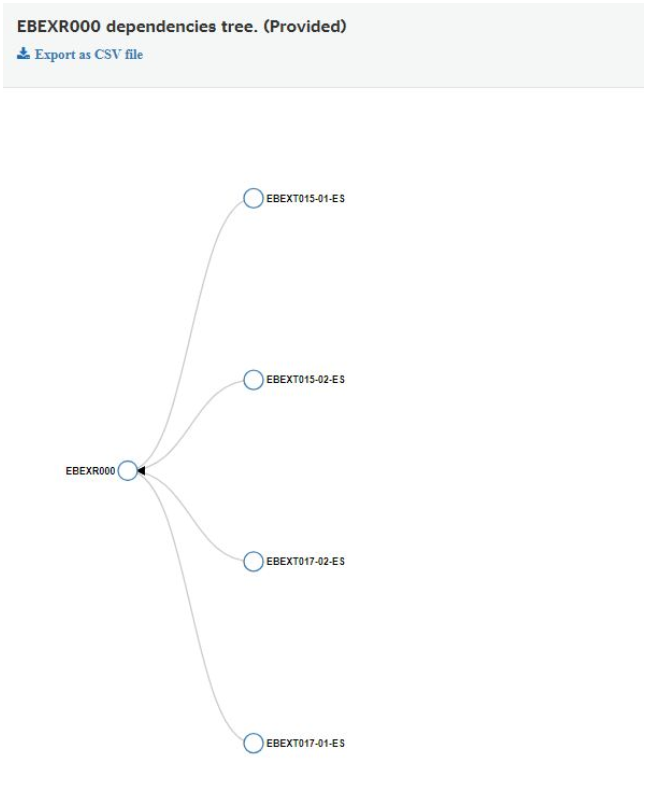 EBEXR000 dependencies tree. (Provided)
Export as CSV file
EBEXT015-01-ES
EBEXT015-02-ES
EBEXR000
EBEXT017-02-ES
EBEXT017-01-ES